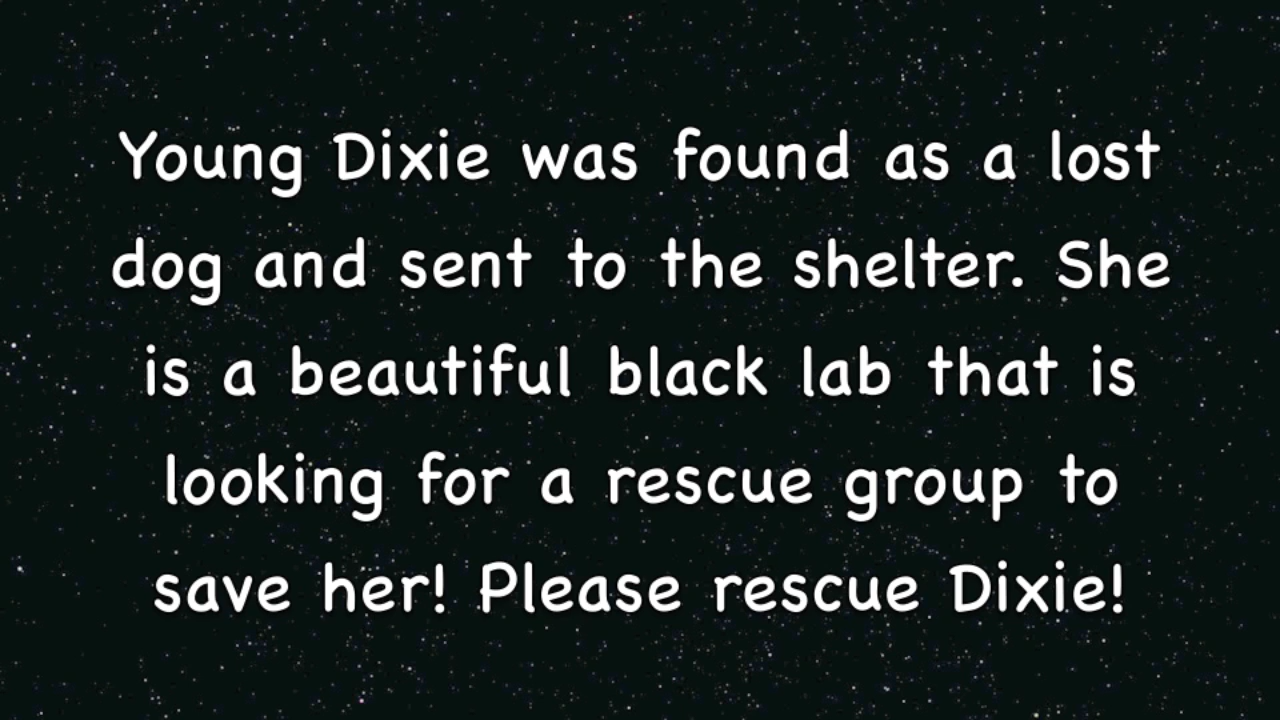 Young Dixie was found as a lost
dog and sent to the shelter. She
is a beautiful black lab that is
looking for a rescue group to
save her! Please rescue Dixie!